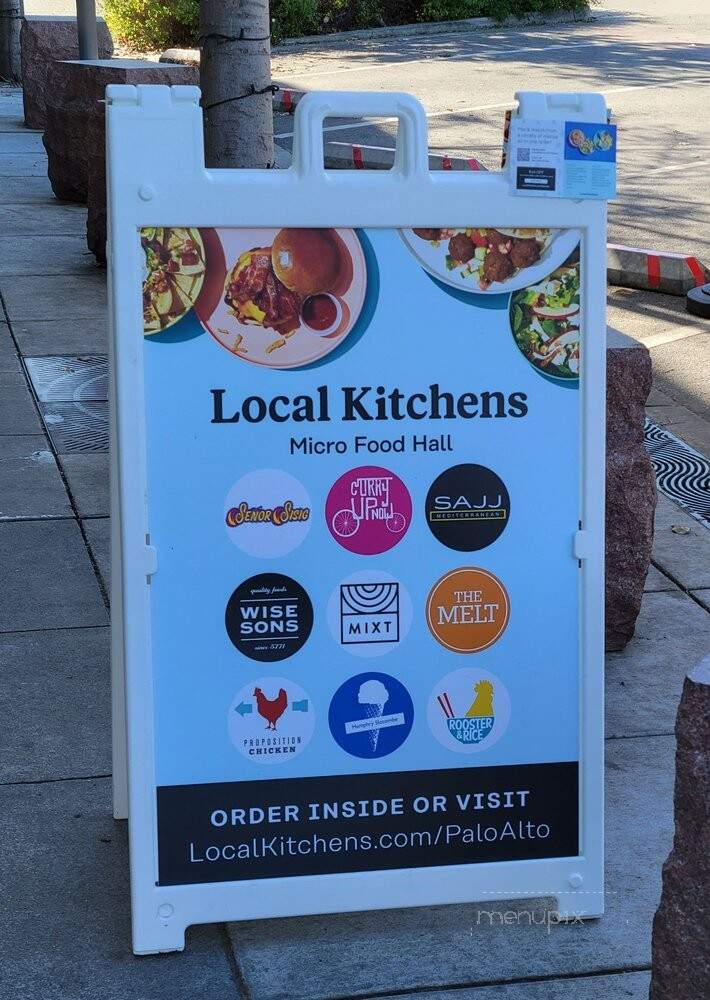 Local Kitchens
Micro Food Hall
SEÑOR SISIG
CURRY
UP
NOW
SAJJ
MEDITERRANEAN
quality foods
WISE
SONS
since 5771
MIXT
THE
MELT
PROPOSITION
CHICKEN
Humphry Slocombe
ROOSTER
&RICE
ORDER INSIDE OR VISIT
LocalKitchens.com/PaloAlto
menupix